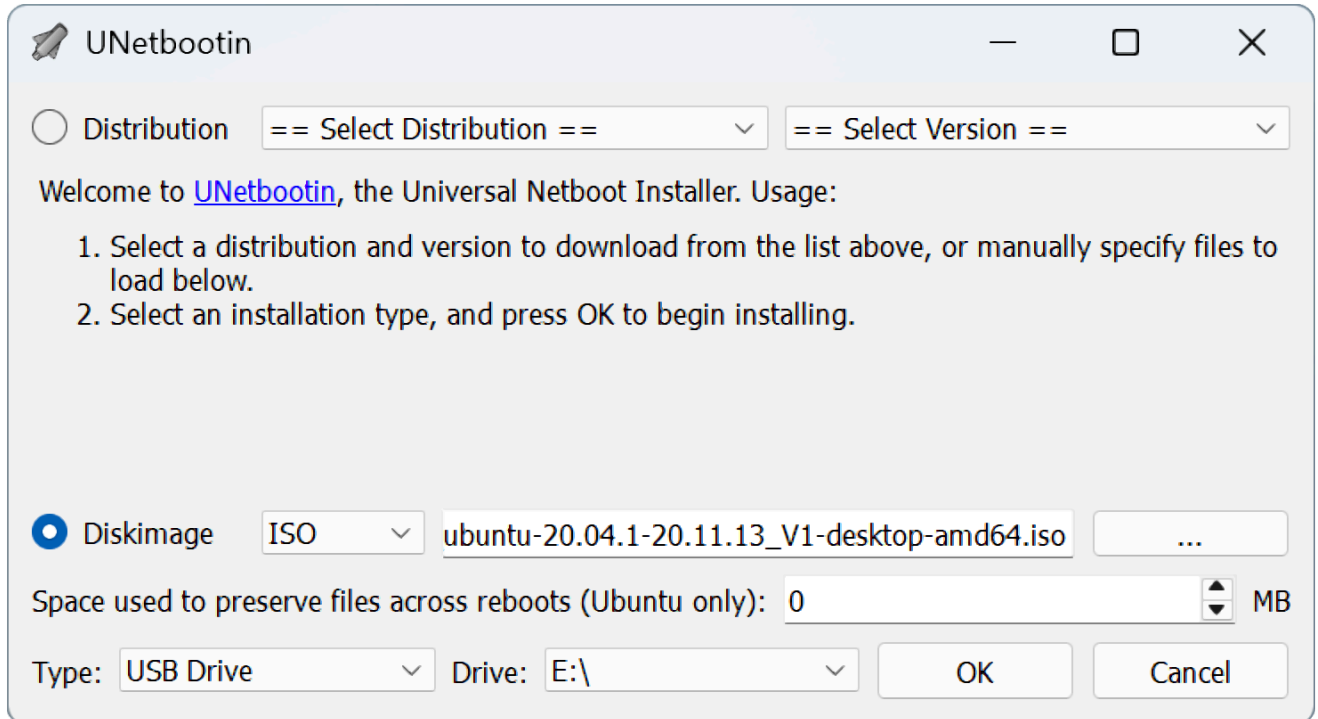 UNetbootin
Distribution == Select Distribution == == Select Version ==
Welcome to UNetbootin, the Universal Netboot Installer. Usage:
1. Select a distribution and version to download from the list above, or manually specify files to
load below.
2. Select an installation type, and press OK to begin installing.
Diskimage ISO ubuntu-20.04.1-20.11.13_V1-desktop-amd64.iso ...
Space used to preserve files across reboots (Ubuntu only): 0 MB
Type: USB Drive Drive: E:\ OK Cancel